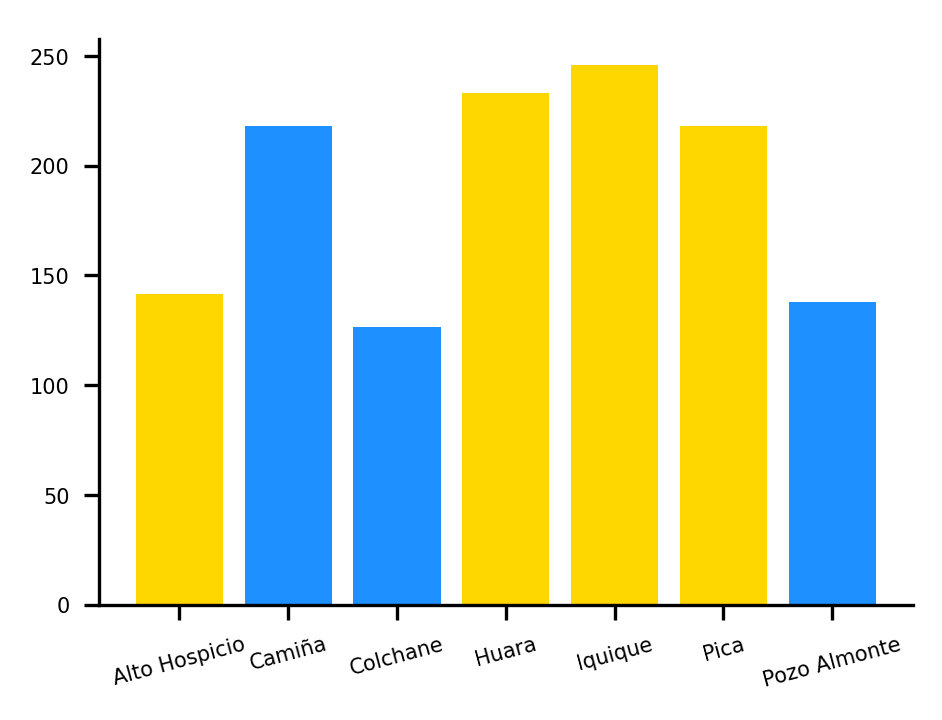 250
200
150
100
50
0
Alto Hospicio
Camiña
Colchane
Huara
Iquique
Pica
Pozo Almonte